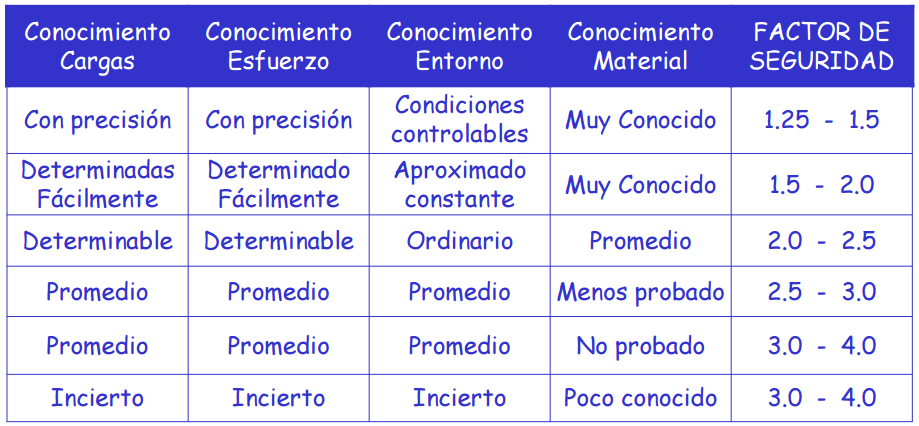 Conocimiento Cargas | Conocimiento Esfuerzo | Conocimiento Entorno | Conocimiento Material | FACTOR DE SEGURIDAD
Con precisión | Con precisión | Condiciones controlables | Muy Conocido | 1.25 - 1.5
Determinadas Fácilmente | Determinado Fácilmente | Aproximado constante | Muy Conocido | 1.5 - 2.0
Determinable | Determinable | Ordinario | Promedio | 2.0 - 2.5
Promedio | Promedio | Promedio | Menos probado | 2.5 - 3.0
Promedio | Promedio | Promedio | No probado | 3.0 - 4.0
Incierto | Incierto | Incierto | Poco conocido | 3.0 - 4.0